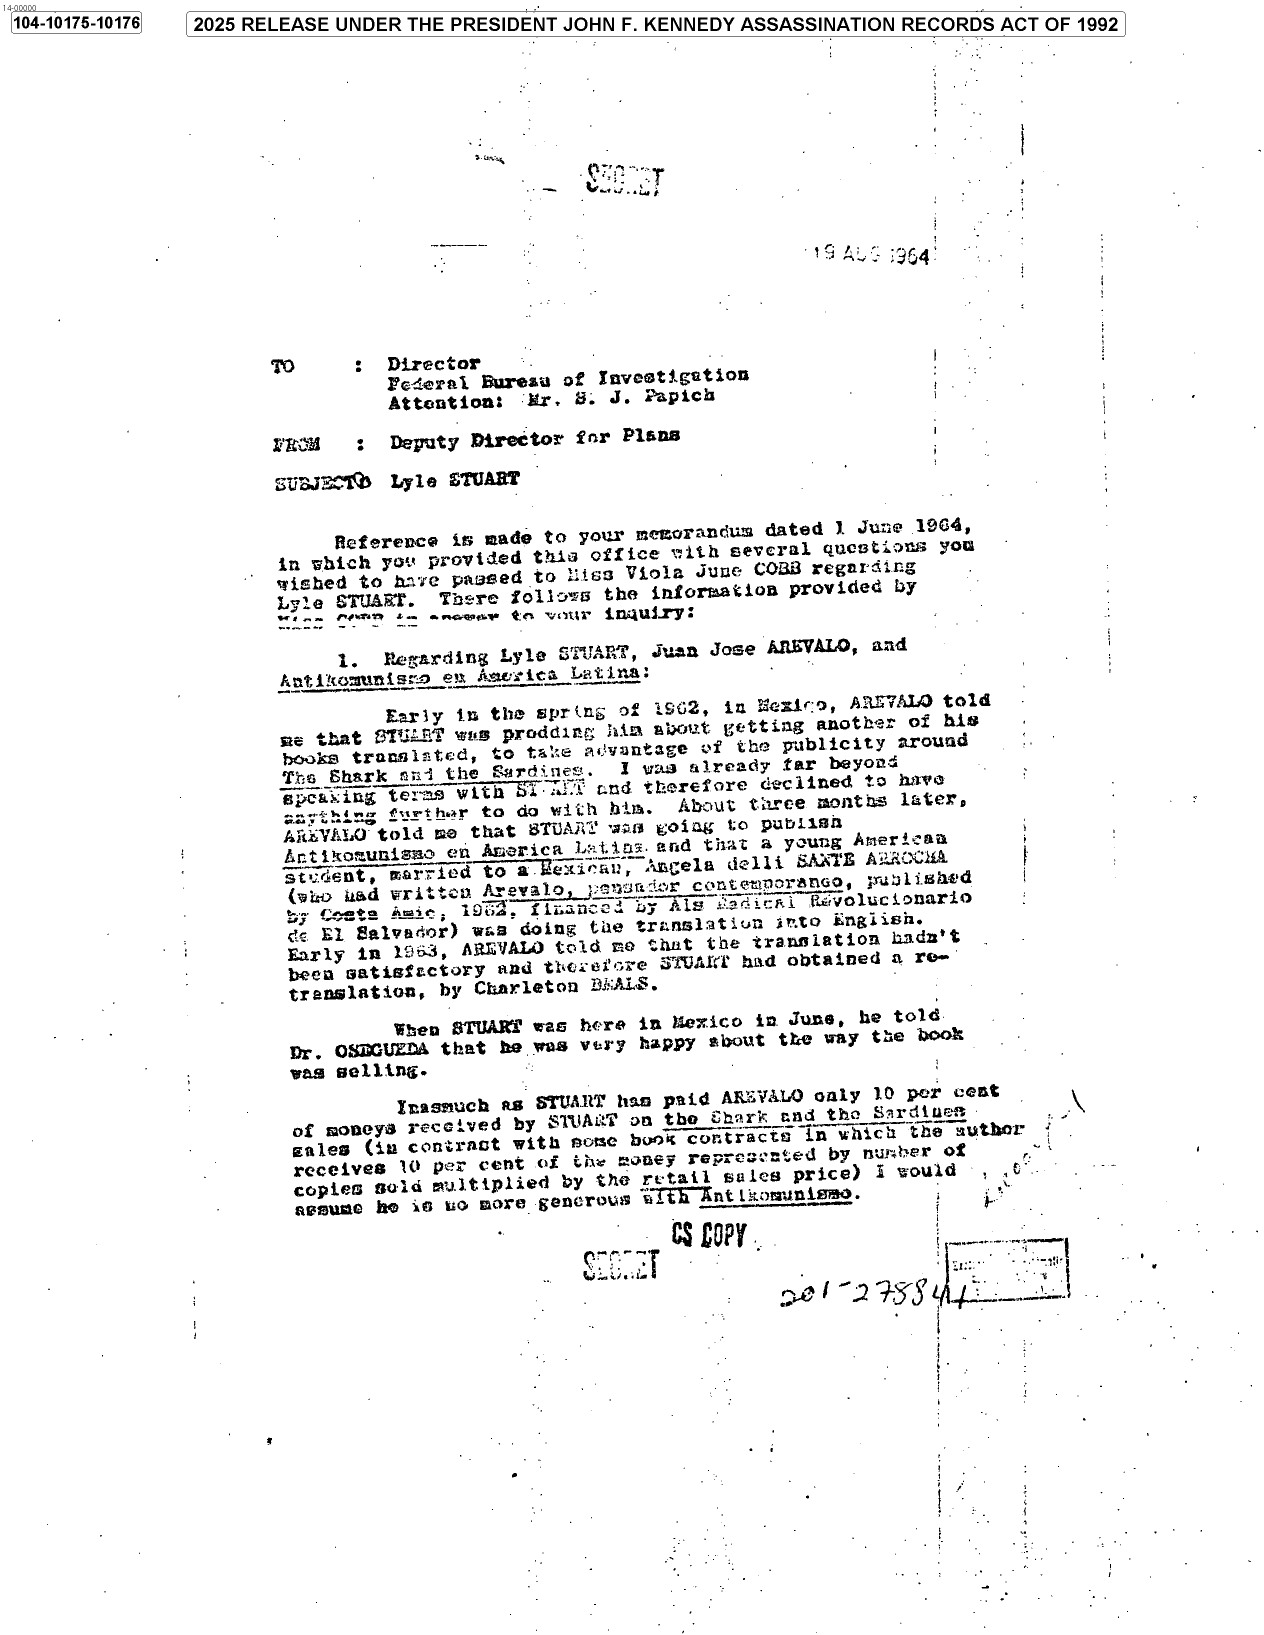 14-00000
104-10175-10176
2025 RELEASE UNDER THE PRESIDENT JOHN F. KENNEDY ASSASSINATION RECORDS ACT OF 1992
SECRET
19 AUG 1964
TO : Director
Federal Bureau of Investigation
Attention: Mr. S. J. Papich
FROM : Deputy Director for Plans
SUBJECT: Lyle STUART
Reference is made to your memorandum dated 1 June 1964,
in which you provided this office with several questions you
wished to have passed to Miss Viola June COBB regarding
Lyle STUART. There follows the information provided by
Miss COBB in answer to your inquiry:
1. Regarding Lyle STUART, Juan Jose AREVALO, and
Antikomunismo en America Latina:
Early in the spring of 1962, in Mexico, AREVALO told
me that STUART was prodding him about getting another of his
books translated, to take advantage of the publicity around
The Shark and the Sardines. I was already far beyond
speaking terms with STUART and therefore declined to have
anything further to do with him. About three months later,
AREVALO told me that STUART was going to publish
Antikomunismo en America Latina and that a young American
student, married to a Mexican, Angela delli SANTE ARROCHA
(who had written Arevalo, pensador contemporaneo, published
by Costa Amic, 1962, financed by Als Radical Revolucionario
de El Salvador) was doing the translation into English.
Early in 1963, AREVALO told me that the translation hadn't
been satisfactory and therefore STUART had obtained a re-
translation, by Charleton BEALS.
When STUART was here in Mexico in June, he told
Dr. OSEGUEDA that he was very happy about the way the book
was selling.
Inasmuch as STUART has paid AREVALO only 10 per cent
of moneys received by STUART on the Shark and the Sardines
sales (in contrast with some book contracts in which the author
receives 10 per cent of the money represented by number of
copies sold multiplied by the retail sales price) I would
assume he is no more generous with Antikomunismo.
CS COPY
SECRET
201-278841